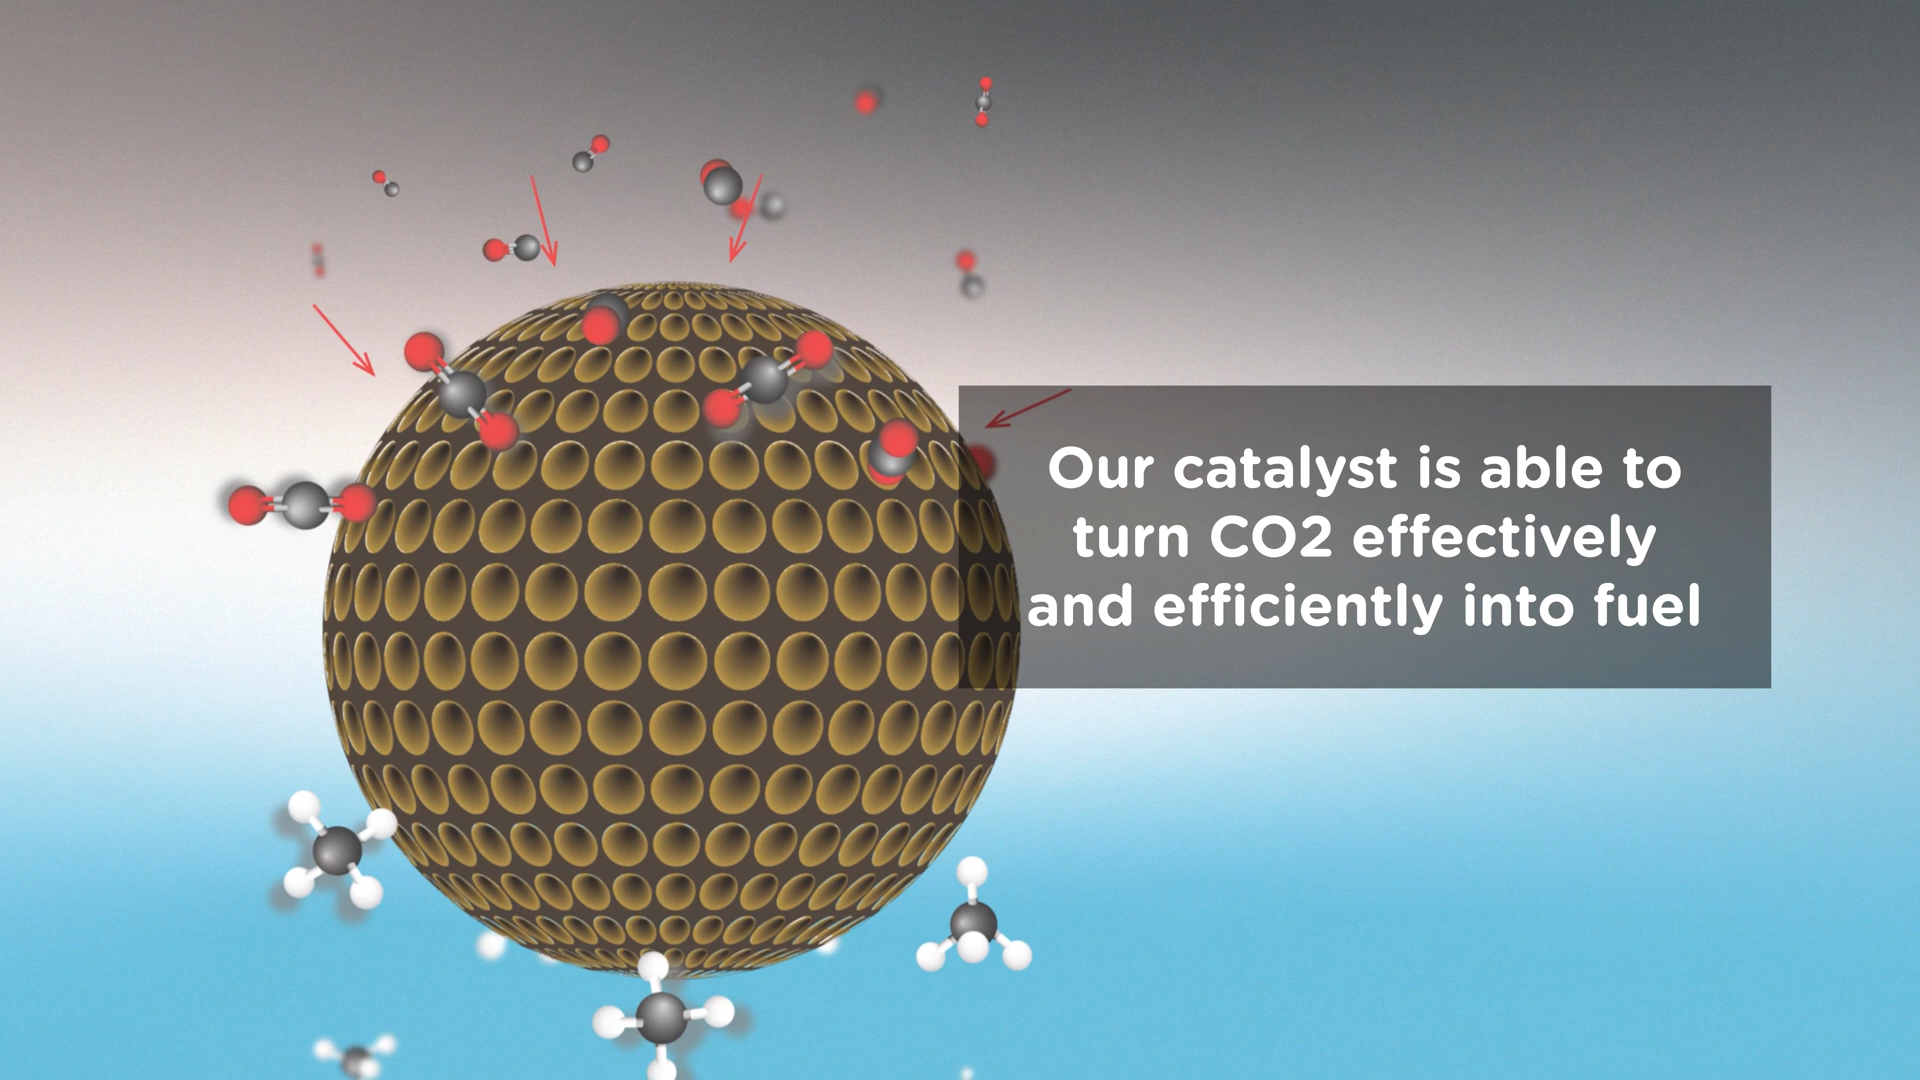 Our catalyst is able to
turn CO2 effectively
and efficiently into fuel